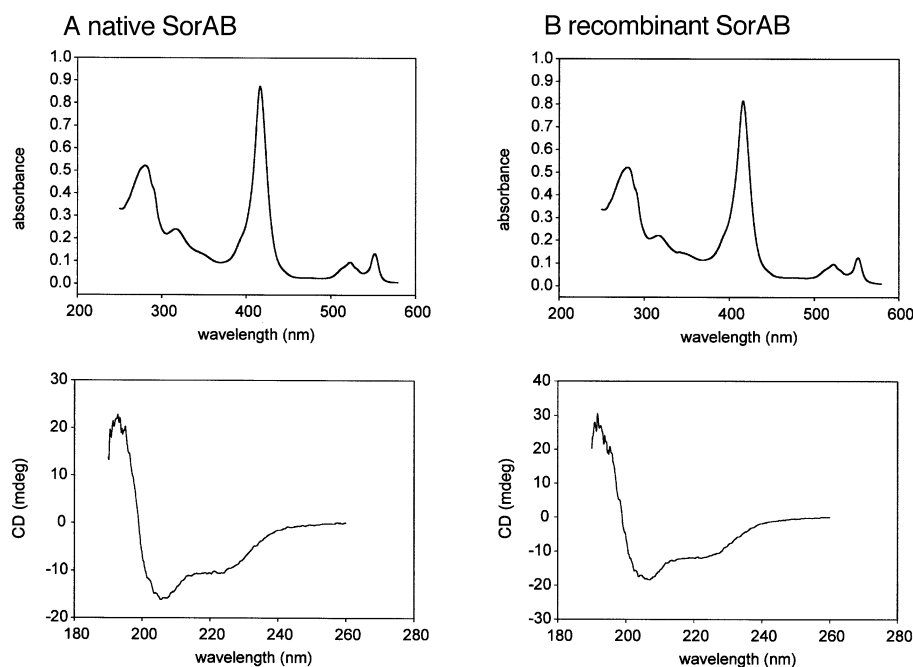 A native SorAB
B recombinant SorAB
1.0
0.9
0.8
0.7
0.6
0.5
0.4
0.3
0.2
0.1
0.0
absorbance
200 300 400 500 600
wavelength (nm)
1.0
0.9
0.8
0.7
0.6
0.5
0.4
0.3
0.2
0.1
0.0
absorbance
200 300 400 500 600
wavelength (nm)
30
20
10
0
-10
-20
CD (mdeg)
180 200 220 240 260 280
wavelength (nm)
40
30
20
10
0
-10
-20
-30
CD (mdeg)
180 200 220 240 260 280
wavelength (nm)